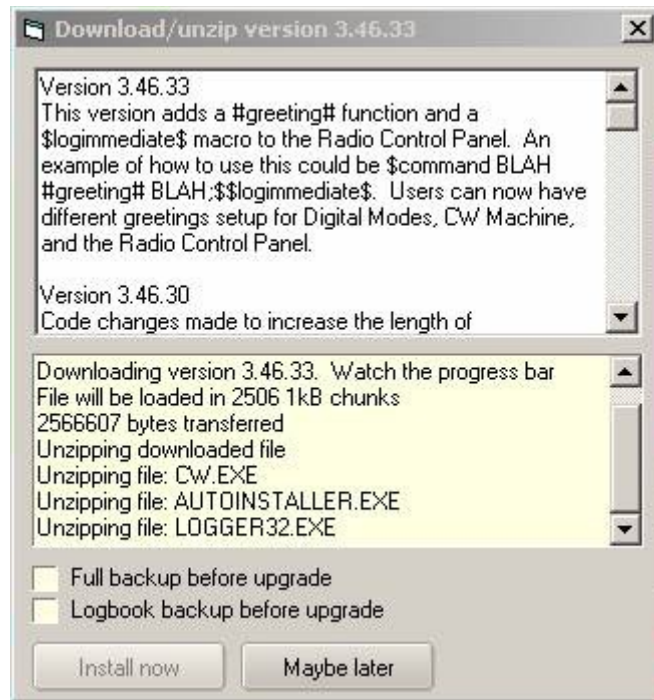 Download/unzip version 3.46.33
Version 3.46.33
This version adds a #greeting# function and a
$logimmediate$ macro to the Radio Control Panel.  An
example of how to use this could be $command BLAH
#greeting# BLAH;$$logimmediate$.  Users can now have
different greetings setup for Digital Modes, CW Machine,
and the Radio Control Panel.
Version 3.46.30
Code changes made to increase the length of
Downloading version 3.46.33.  Watch the progress bar
File will be loaded in 2506 1kB chunks
2566607 bytes transferred
Unzipping downloaded file
Unzipping file: CW.EXE
Unzipping file: AUTOINSTALLER.EXE
Unzipping file: LOGGER32.EXE
Full backup before upgrade
Logbook backup before upgrade
Install now
Maybe later